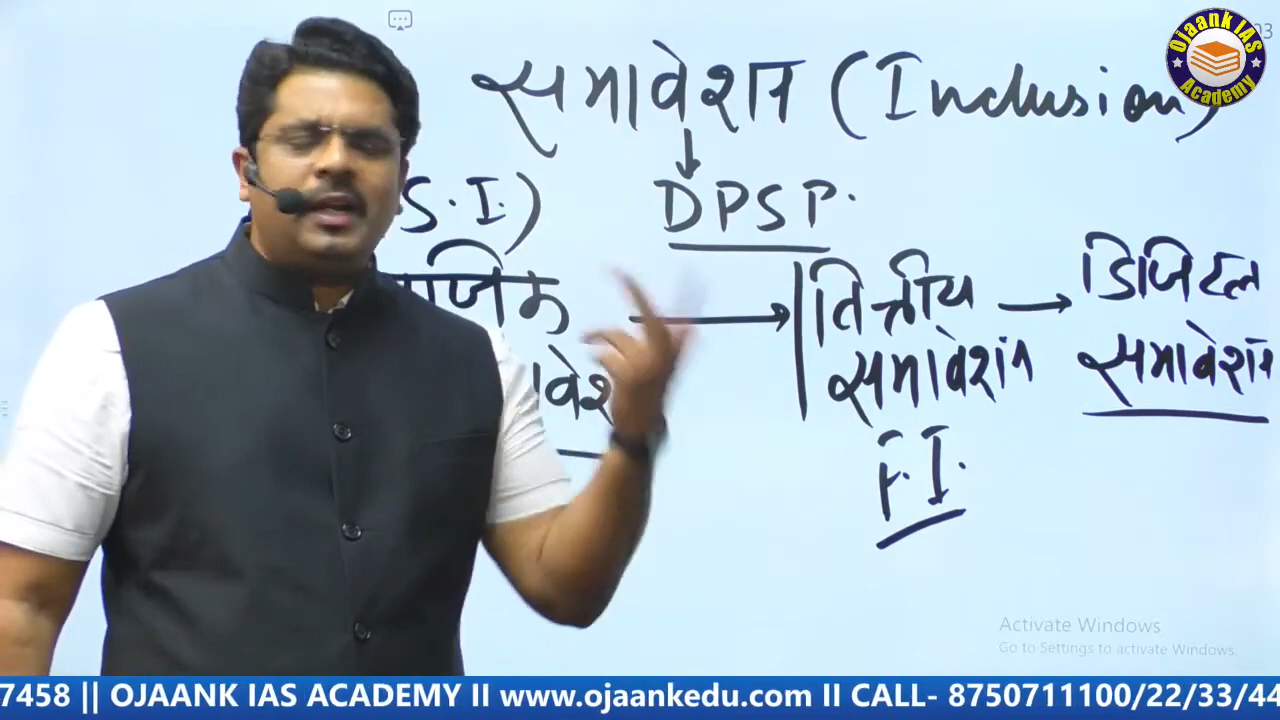 समावेशन (Inclusion)
Ojaank IAS
Academy
03
S.I.)
DPSP.
र्जिक
वित्तीय
डिजिटल
समावेशन
समावेशन
F.I.
Activate Windows
Go to Settings to activate Windows.
7458 || OJAANK IAS ACADEMY II www.ojaankedu.com II CALL- 8750711100/22/33/44